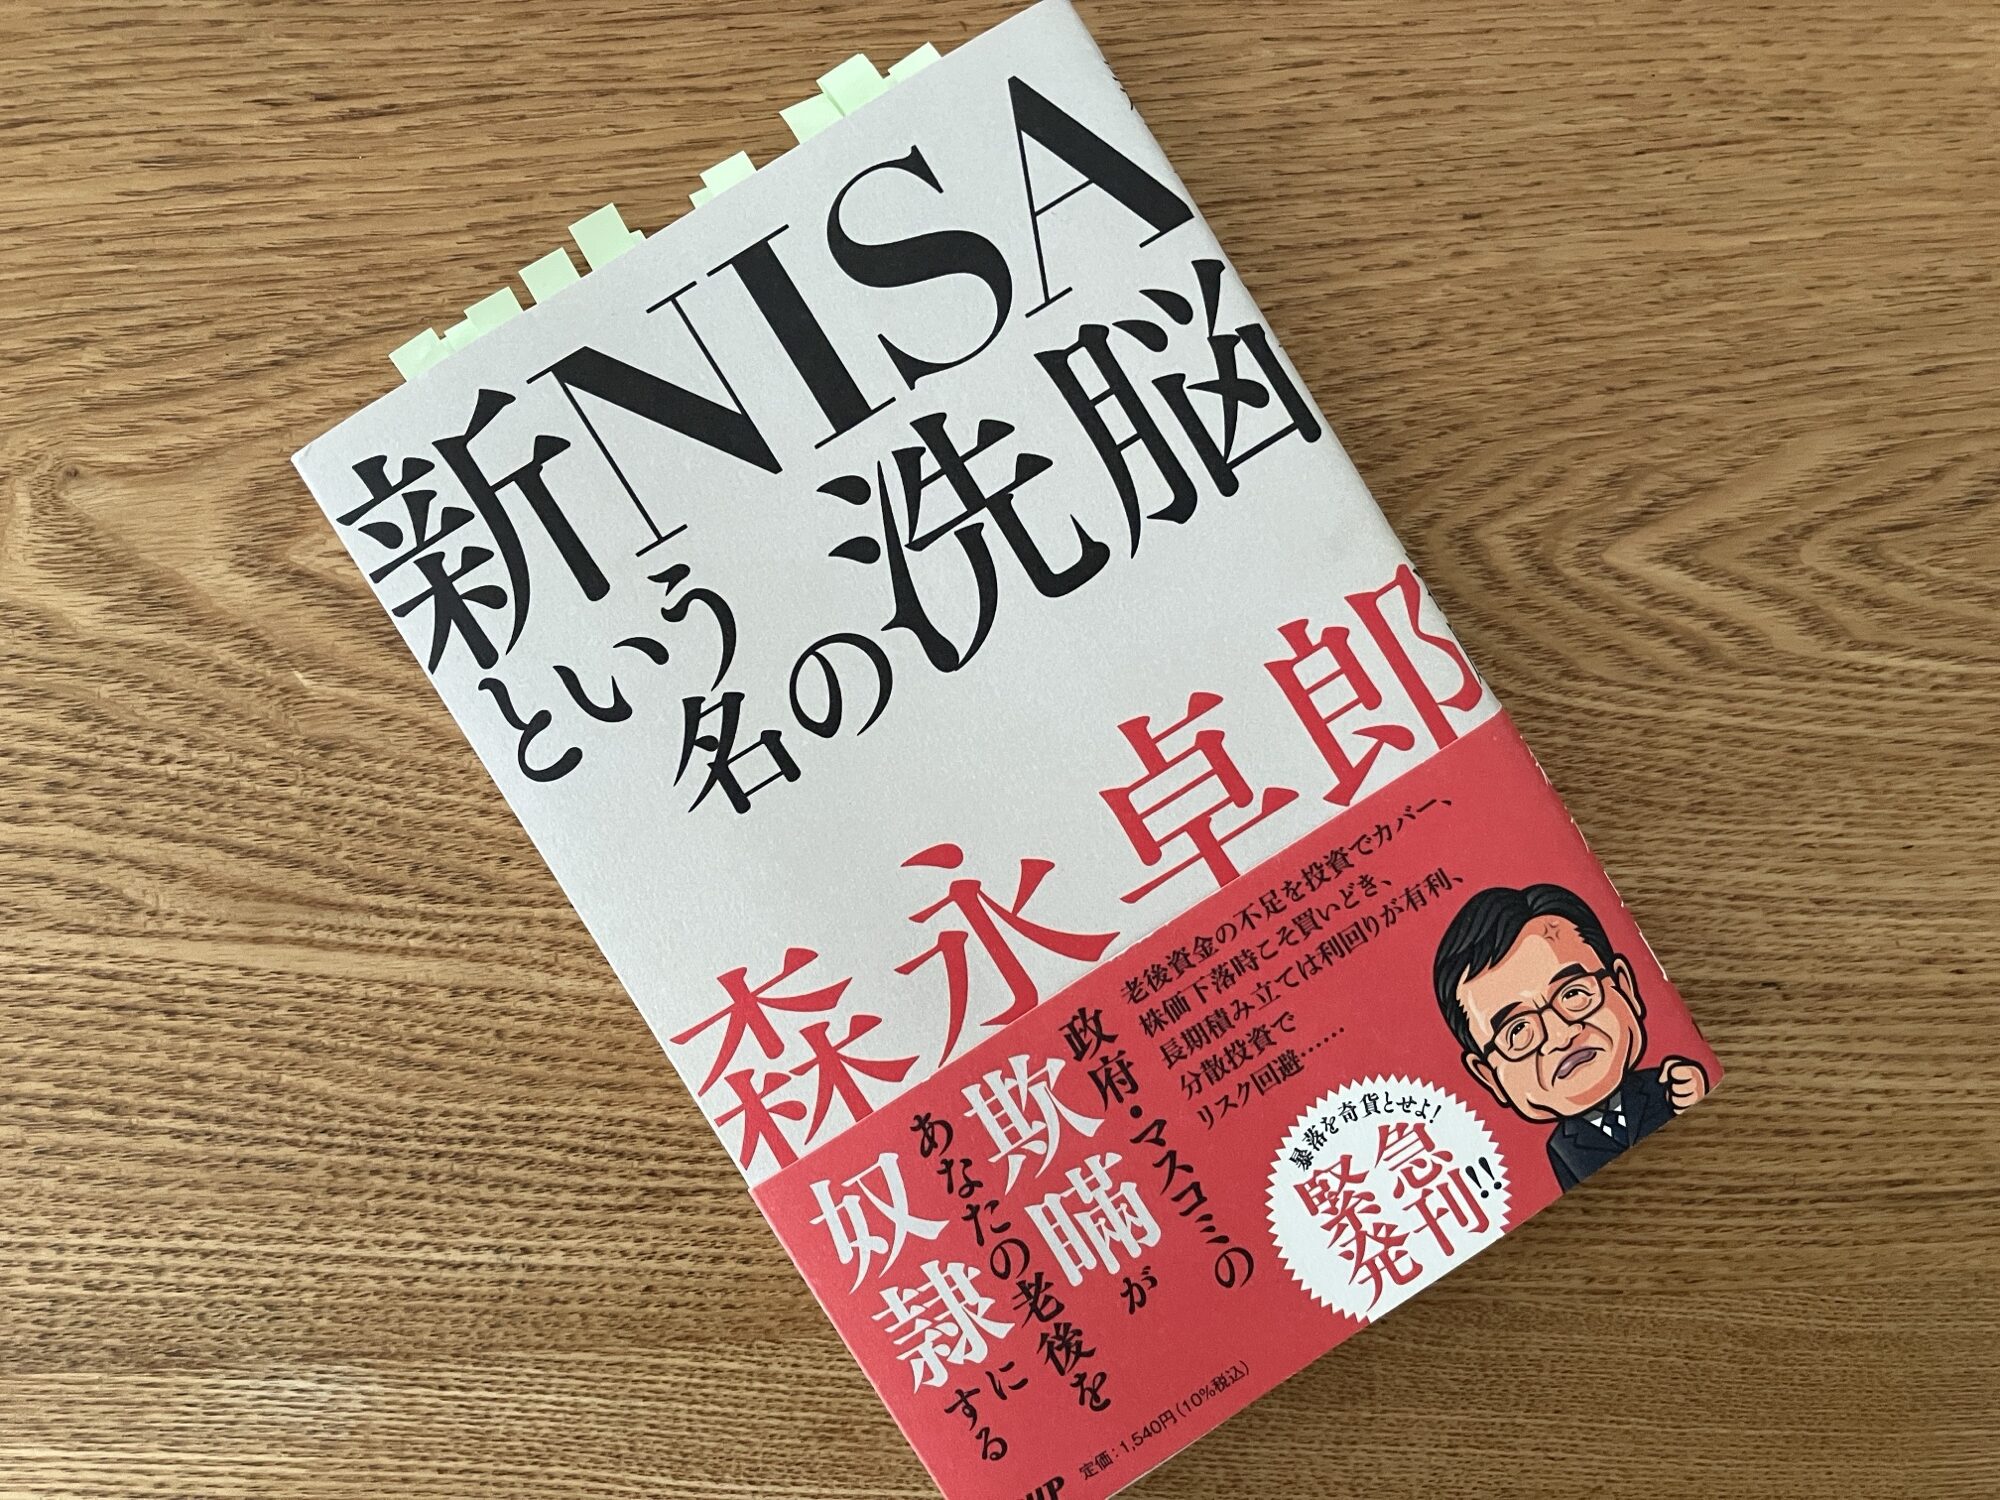 新NISA
という名の洗脳
森永卓郎
老後資金の不足を投資でカバー、
株価下落時こそ買いどき、
長期積み立ては利回りが有利、
分散投資で
リスク回避……
政府・マスコミの
欺瞞が
あなたの老後を
奴隷にする
暴落を奇貨とせよ!
緊急
発刊!!
定価:1,540円(10%税込)